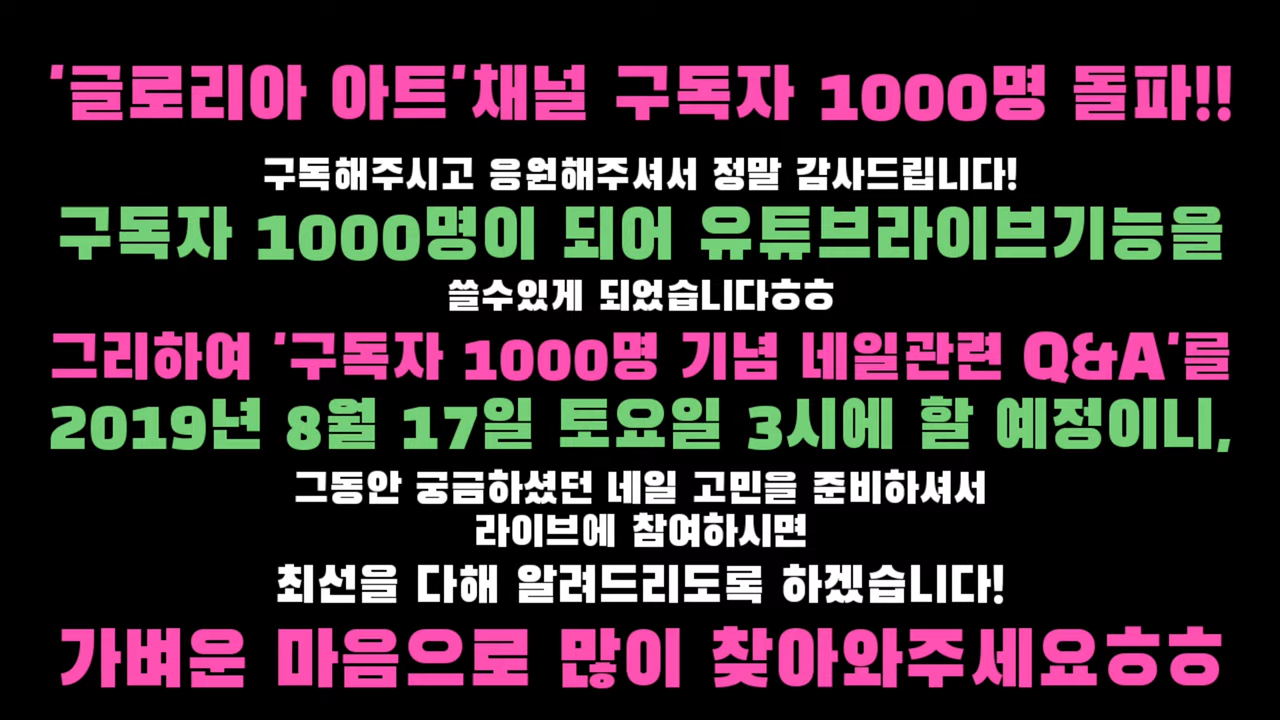 '글로리아 아트'채널 구독자 1000명 돌파!!
구독해주시고 응원해주셔서 정말 감사드립니다!
구독자 1000명이 되어 유튜브라이브기능을
쓸수있게 되었습니다ㅎㅎ
그리하여 '구독자 1000명 기념 네일관련 Q&A'를
2019년 8월 17일 토요일 3시에 할 예정이니,
그동안 궁금하셨던 네일 고민을 준비하셔서
라이브에 참여하시면
최선을 다해 알려드리도록 하겠습니다!
가벼운 마음으로 많이 찾아와주세요ㅎㅎ